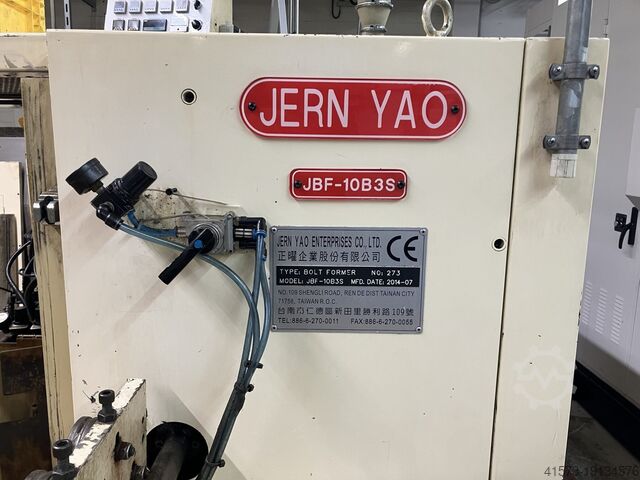 JERN YAO
JBF-10B3S
JERN YAO ENTERPRISES CO., LTD.
正曜企業股份有限公司
CE
TYPE: BOLT FORMER NO: 273
MODEL: JBF-10B3S MFD. DATE: 2014-07
NO.109 SHENGLI ROAD, REN DE DIST TAINAN CITY
71758, TAIWAN R.O.C.
台南市仁德區新田里勝利路109號
TEL:886-6-270-0011 FAX:886-6-270-0055
41573-19134576